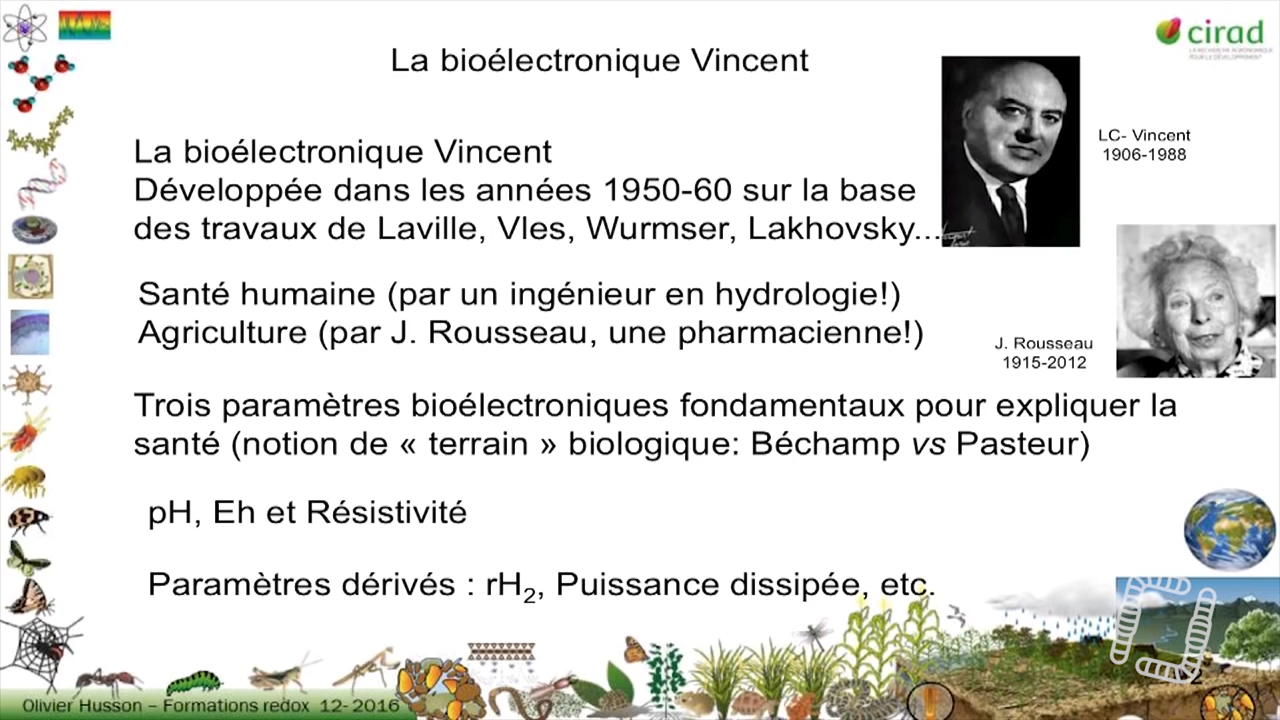 La bioélectronique Vincent
cirad
LA RECHERCHE AGRONOMIQUE
POUR LE DÉVELOPPEMENT
LC- Vincent
1906-1988
La bioélectronique Vincent
Développée dans les années 1950-60 sur la base
des travaux de Laville, Vles, Wurmser, Lakhovsky...
Santé humaine (par un ingénieur en hydrologie!)
Agriculture (par J. Rousseau, une pharmacienne!)
J. Rousseau
1915-2012
Trois paramètres bioélectroniques fondamentaux pour expliquer la
santé (notion de « terrain » biologique: Béchamp vs Pasteur)
pH, Eh et Résistivité
Paramètres dérivés : rH₂, Puissance dissipée, etc.
2
Olivier Husson – Formations redox 12- 2016